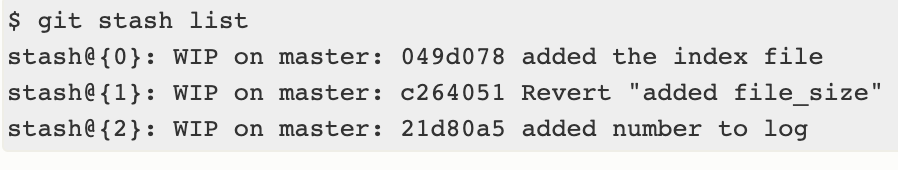 $ git stash list
stash@{0}: WIP on master: 049d078 added the index file
stash@{1}: WIP on master: c264051 Revert "added file_size"
stash@{2}: WIP on master: 21d80a5 added number to log